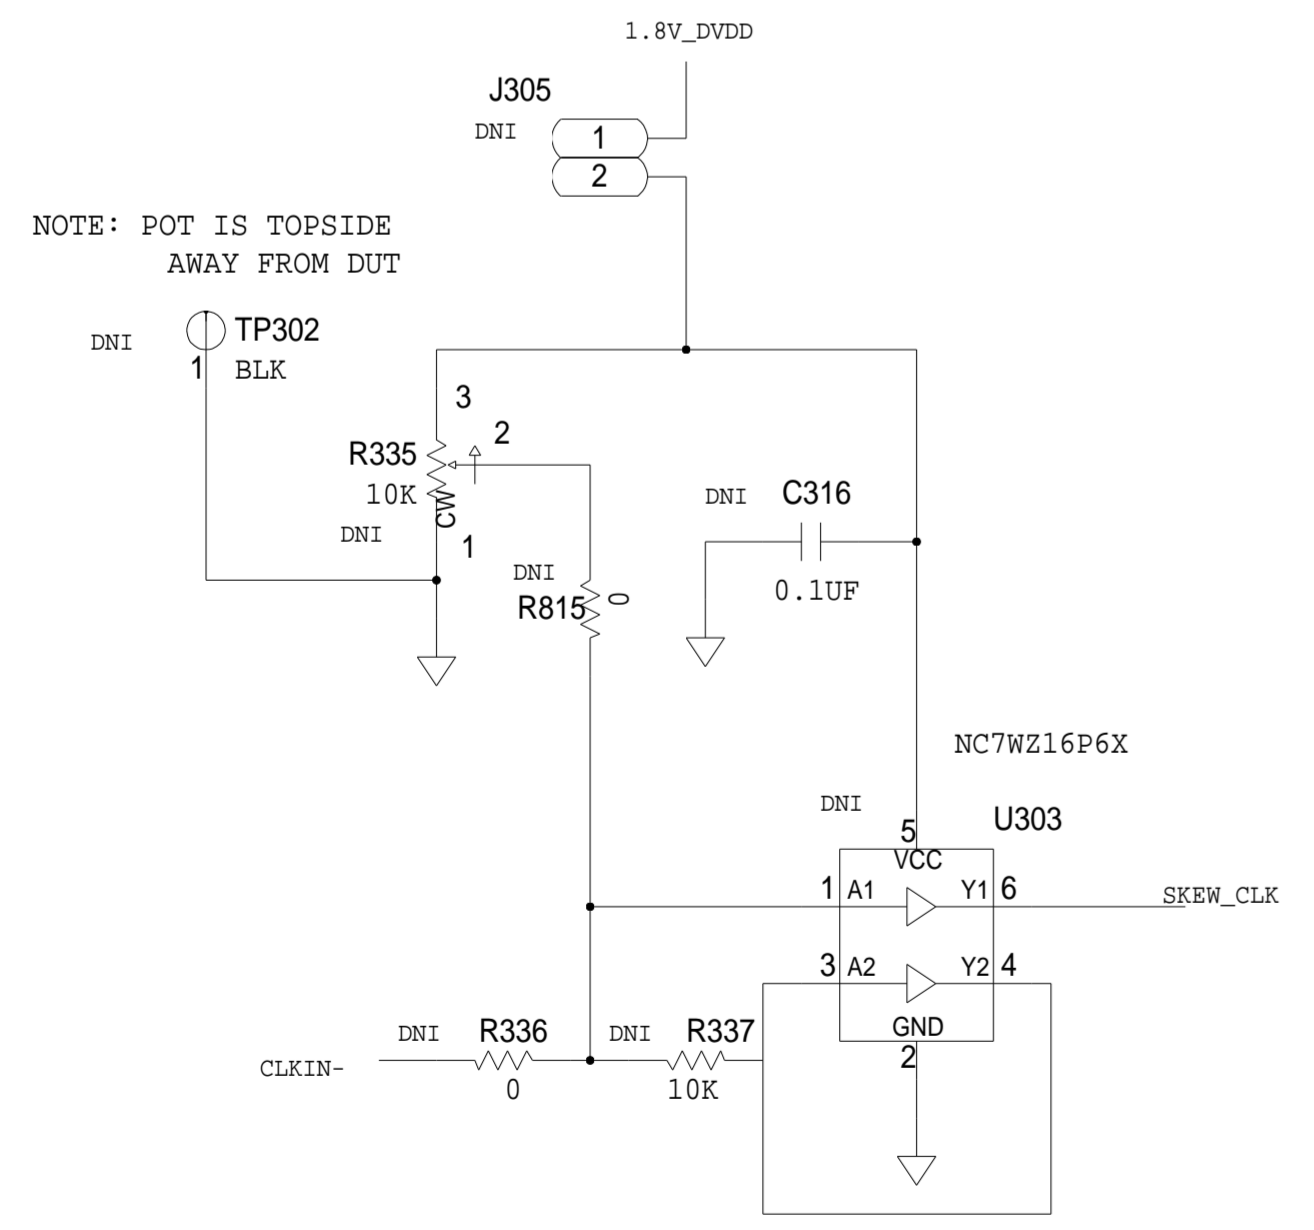 1.8V_DVDD
J305
DNI
1
2
NOTE: POT IS TOPSIDE
AWAY FROM DUT
DNI
TP302
1
BLK
3
2
R335
10K
CW
DNI
1
DNI
R815
0
DNI
C316
0.1UF
NC7WZ16P6X
DNI
U303
5
VCC
1 A1 Y1 6
SKEW_CLK
3 A2 Y2 4
GND
2
DNI R336
0
DNI R337
10K
CLKIN-